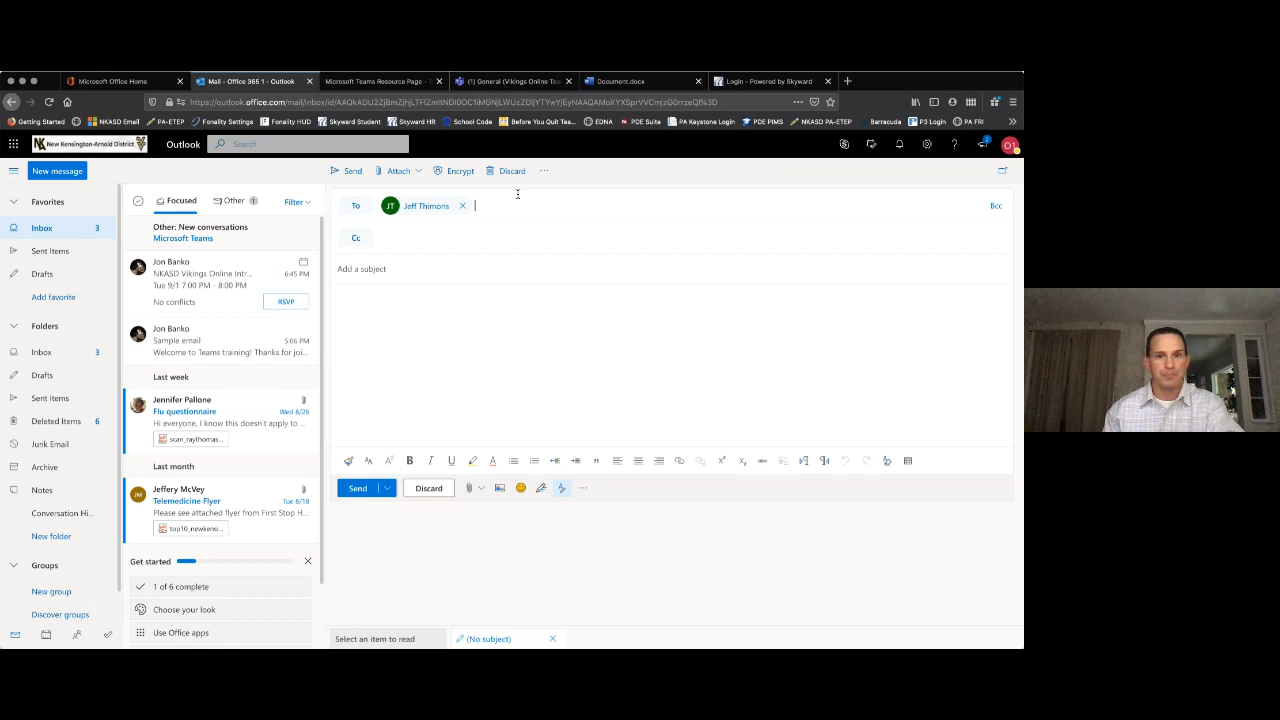 Microsoft Office Home
Mail - Office 365 1 - Outlook
Microsoft Teams Resource Page - T
(1) General (Vikings Online Te
Document.docx
Login - Powered by Skyward
Getting Started
NKASD Email
PA-ETEP
Fonality Settings
Fonality HUD
Skyward Student
Skyward HR
School Code
Before You Quit Tea...
EDNA
PDE Suite
PA Keystone Login
PDE PIMS
NKASD PA-ETEP
Barracuda
P3 Login
PA FRI
New Kensington-Arnold District
Outlook
Search
O1
New message
Send
Attach
Encrypt
Discard
Favorites
Inbox 3
Sent Items
Drafts
Add favorite
Folders
Inbox 3
Drafts
Sent Items
Deleted Items 6
Junk Email
Archive
Notes
Conversation Hi...
New folder
Groups
New group
Discover groups
Focused
Other 1
Filter
Other: New conversations
Microsoft Teams
Jon Banko
NKASD Vikings Online Intr... 6:45 PM
Tue 9/1 7:00 PM - 8:00 PM
No conflicts
RSVP
Jon Banko
Sample email 5:06 PM
Welcome to Teams training! Thanks for joi...
Last week
Jennifer Pallone
Flu questionnaire Wed 8/26
Hi everyone, I know this doesn't apply to ...
scan_raythomas...
Last month
JM
Jeffery McVey
Telemedicine Flyer Tue 8/18
Please see attached flyer from First Stop H...
top10_newkensi...
Get started
1 of 6 complete
Choose your look
Use Office apps
To
JT Jeff Thimons
Bcc
Cc
Add a subject
Send
Discard
Select an item to read
(No subject)